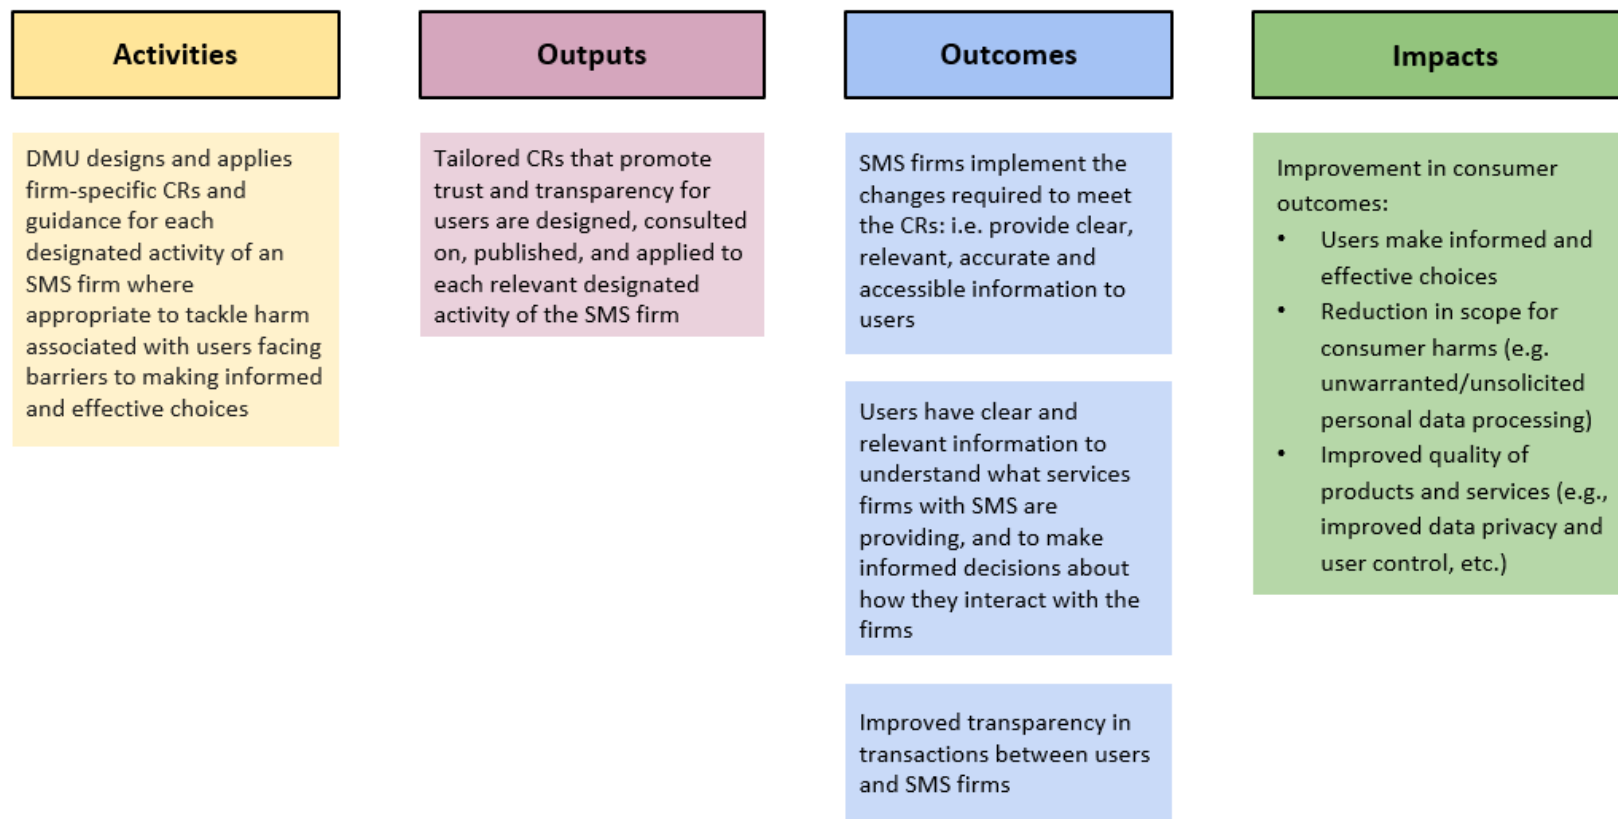 Activities
DMU designs and applies
firm-specific CRs and
guidance for each
designated activity of an
SMS firm where
appropriate to tackle harm
associated with users facing
barriers to making informed
and effective choices
Outputs
Tailored CRs that promote
trust and transparency for
users are designed, consulted
on, published, and applied to
each relevant designated
activity of the SMS firm
Outcomes
SMS firms implement the
changes required to meet
the CRs: i.e. provide clear,
relevant, accurate and
accessible information to
users
Users have clear and
relevant information to
understand what services
firms with SMS are
providing, and to make
informed decisions about
how they interact with the
firms
Improved transparency in
transactions between users
and SMS firms
Impacts
Improvement in consumer
outcomes:
• Users make informed and
effective choices
• Reduction in scope for
consumer harms (e.g.
unwarranted/unsolicited
personal data processing)
• Improved quality of
products and services (e.g.,
improved data privacy and
user control, etc.)